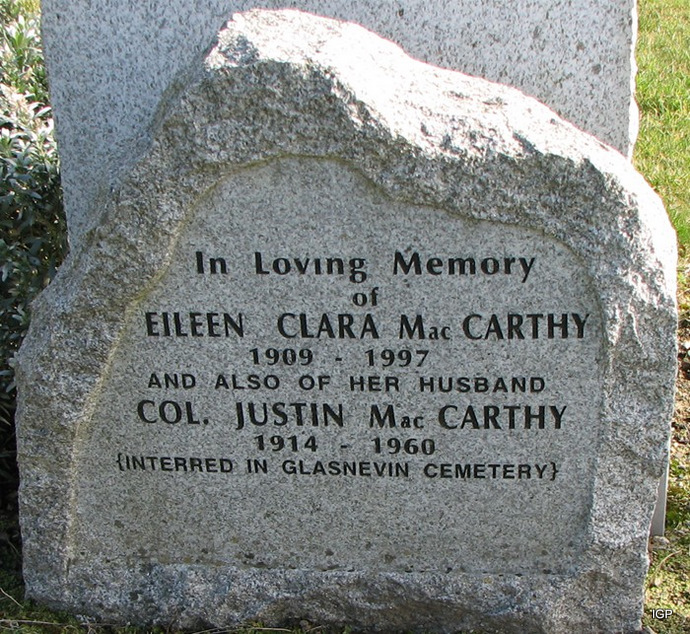 In Loving Memory
of
EILEEN CLARA Mac CARTHY
1909 - 1997
AND ALSO OF HER HUSBAND
COL. JUSTIN Mac CARTHY
1914 - 1960
{INTERRED IN GLASNEVIN CEMETERY}
IGP